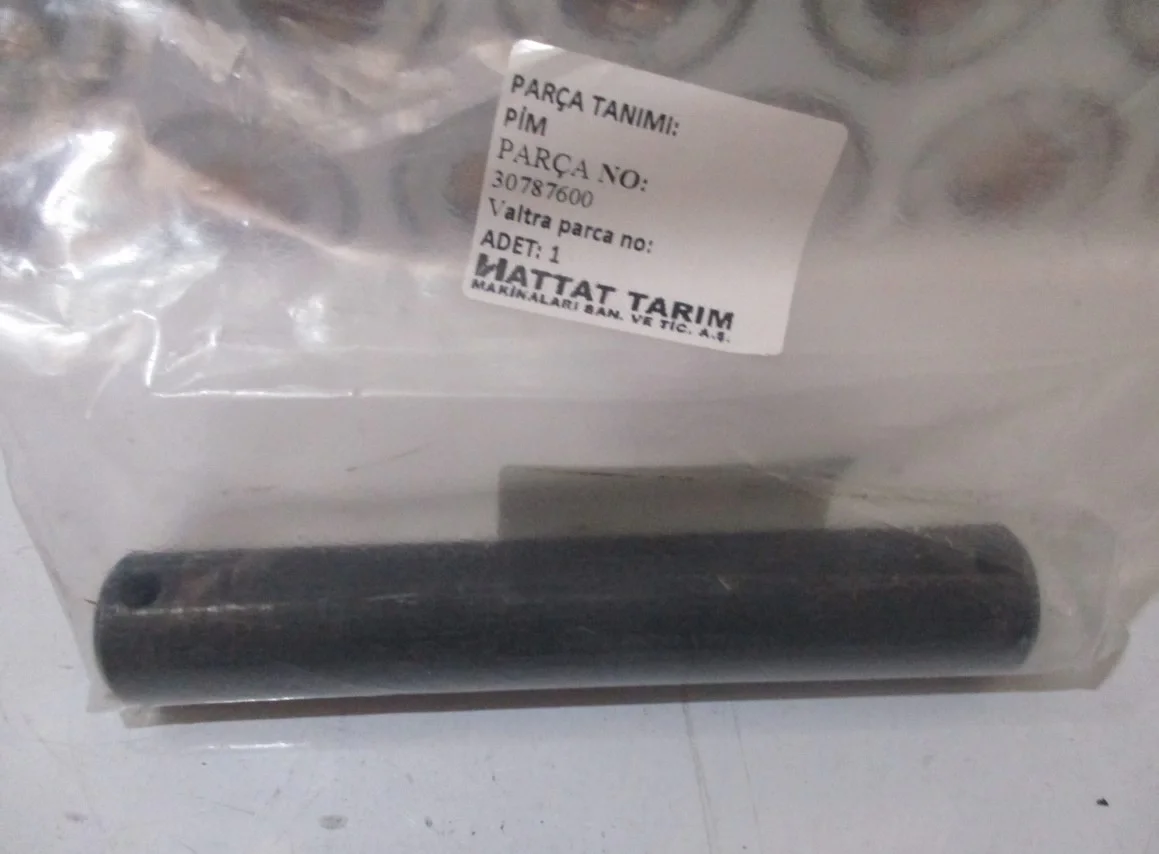 PARÇA TANIMI:
PİM
PARÇA NO:
30787600
Valtra parca no:
ADET: 1
HATTAT TARIM
MAKİNALARI SAN. VE TİC. A.Ş.